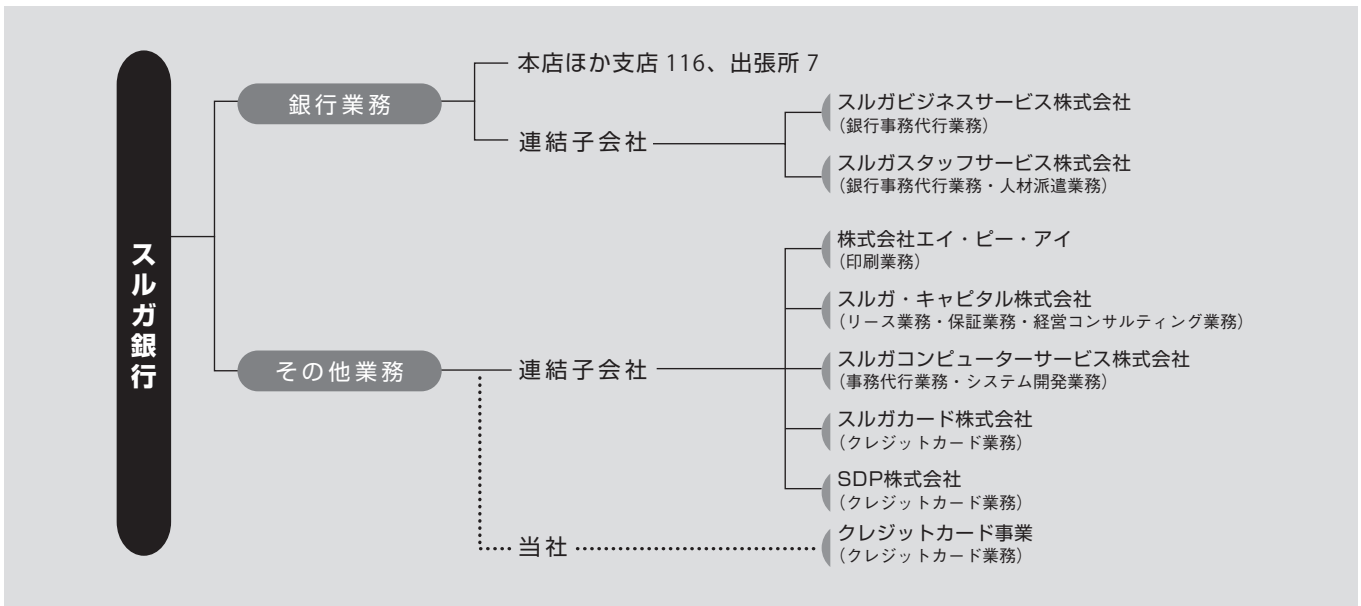 スルガ銀行
銀行業務
本店ほか支店 116、出張所 7
連結子会社
スルガビジネスサービス株式会社
（銀行事務代行業務）
スルガスタッフサービス株式会社
（銀行事務代行業務・人材派遣業務）
その他業務
連結子会社
株式会社エイ・ピー・アイ
（印刷業務）
スルガ・キャピタル株式会社
（リース業務・保証業務・経営コンサルティング業務）
スルガコンピューターサービス株式会社
（事務代行業務・システム開発業務）
スルガカード株式会社
（クレジットカード業務）
SDP株式会社
（クレジットカード業務）
当社
クレジットカード事業
（クレジットカード業務）